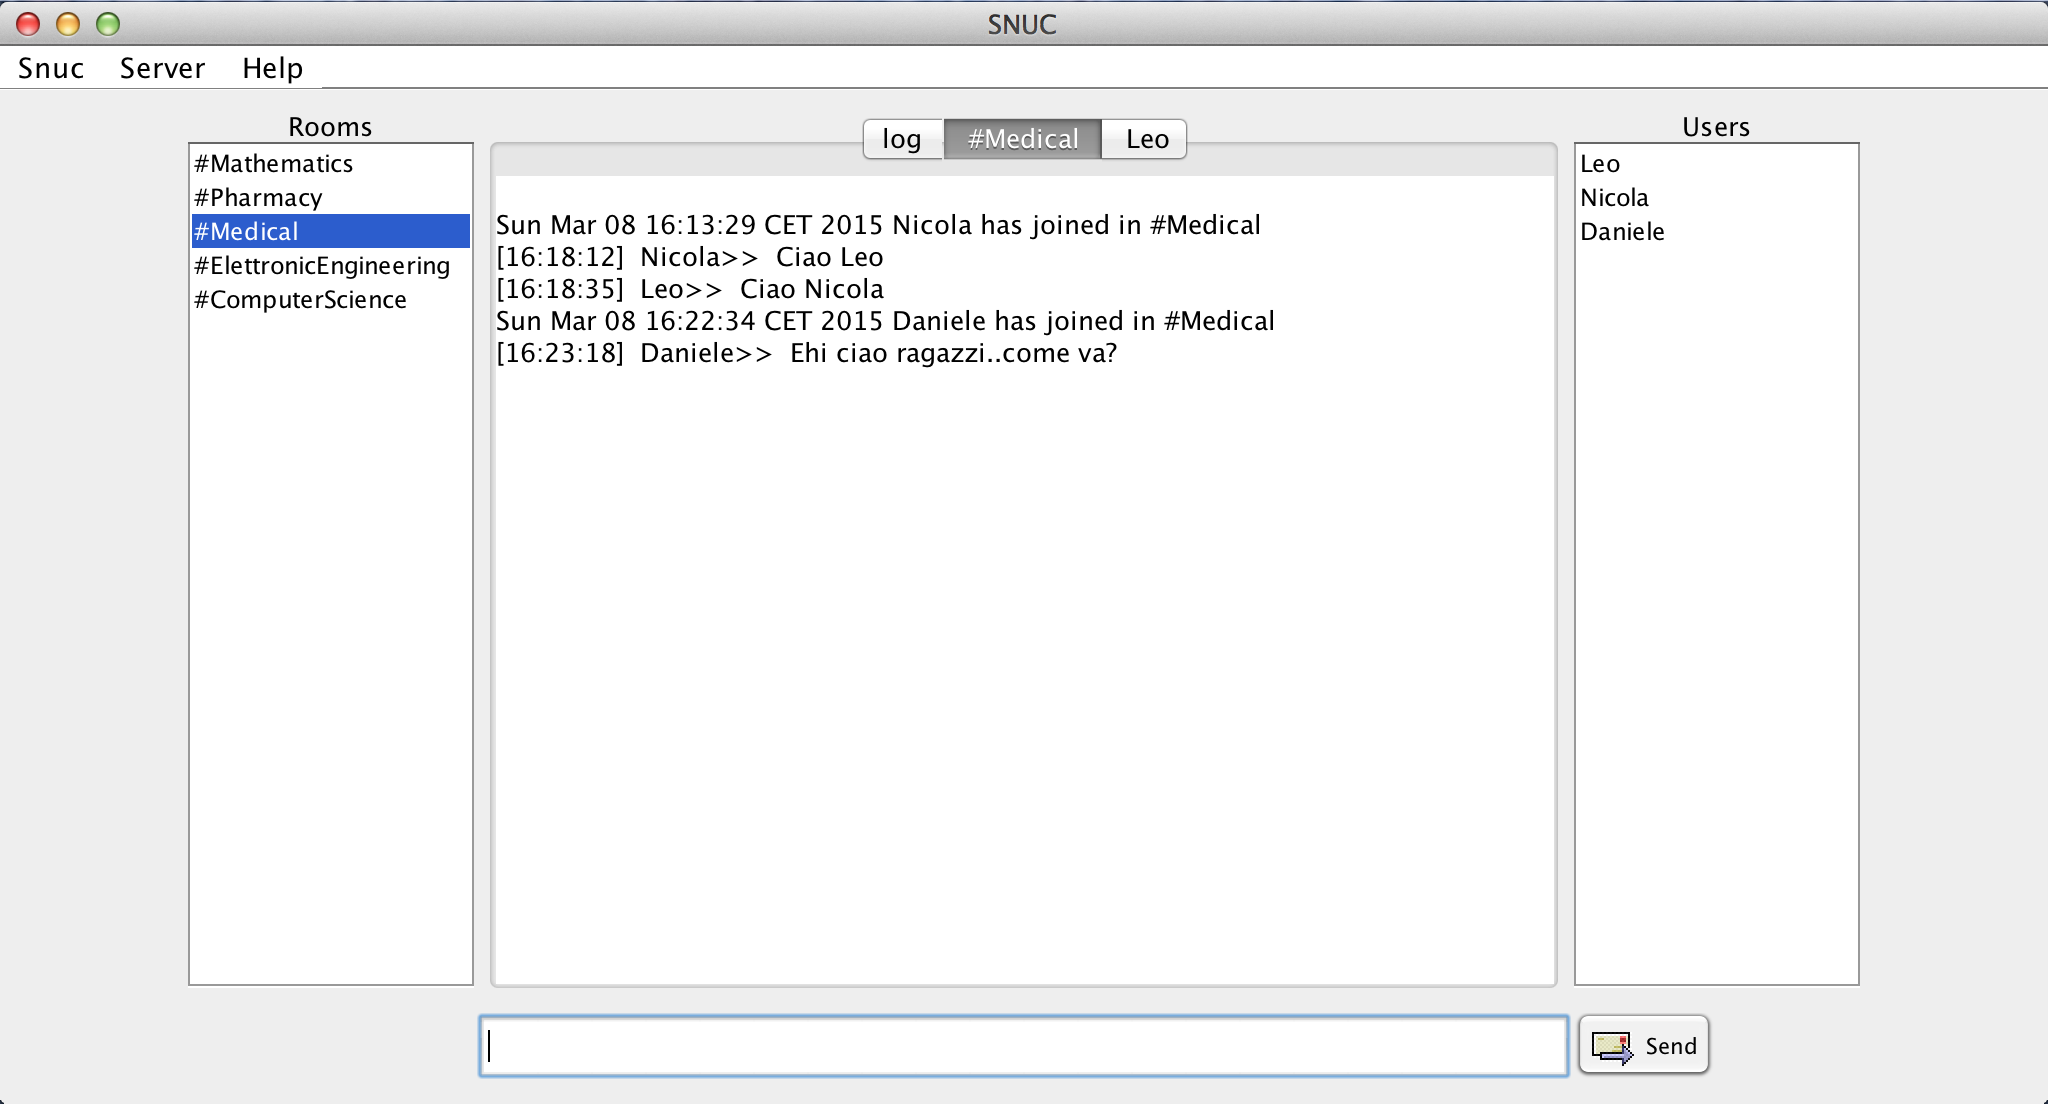 SNUC
Snuc Server Help
Rooms
#Mathematics
#Pharmacy
#Medical
#ElettronicEngineering
#ComputerScience
log #Medical Leo
Sun Mar 08 16:13:29 CET 2015 Nicola has joined in #Medical
[16:18:12] Nicola>> Ciao Leo
[16:18:35] Leo>> Ciao Nicola
Sun Mar 08 16:22:34 CET 2015 Daniele has joined in #Medical
[16:23:18] Daniele>> Ehi ciao ragazzi..come va?
Users
Leo
Nicola
Daniele
Send